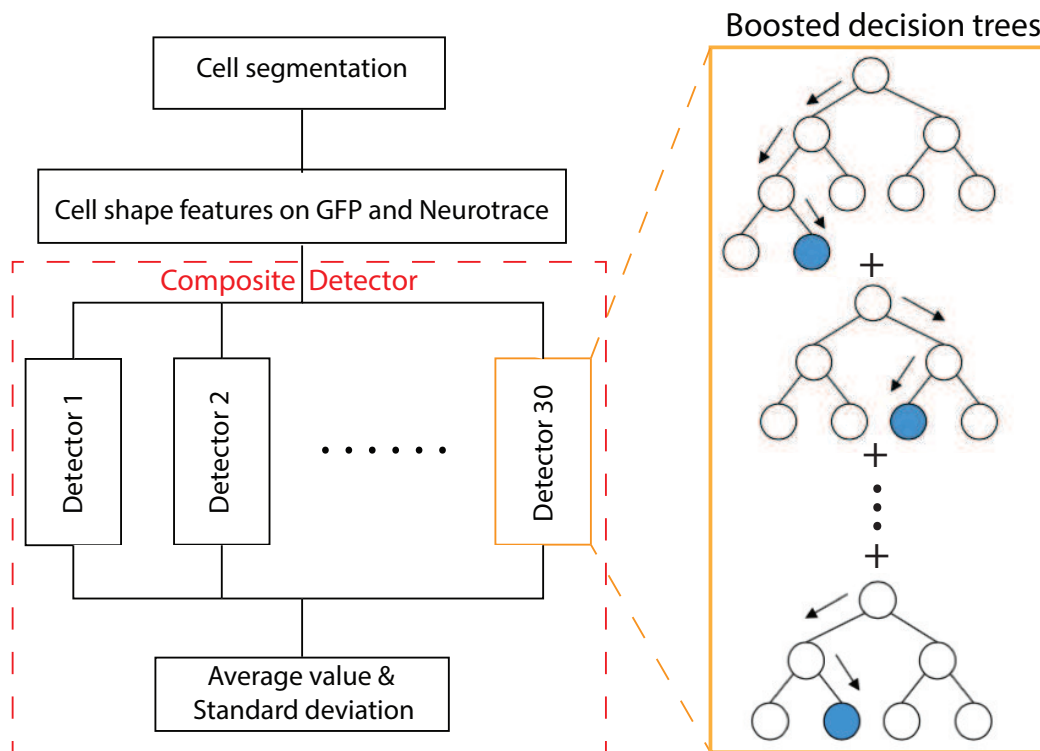 Boosted decision trees
Cell segmentation
Cell shape features on GFP and Neurotrace
Composite Detector
Detector 1
Detector 2
......
Detector 30
+
+
+
Average value &
Standard deviation